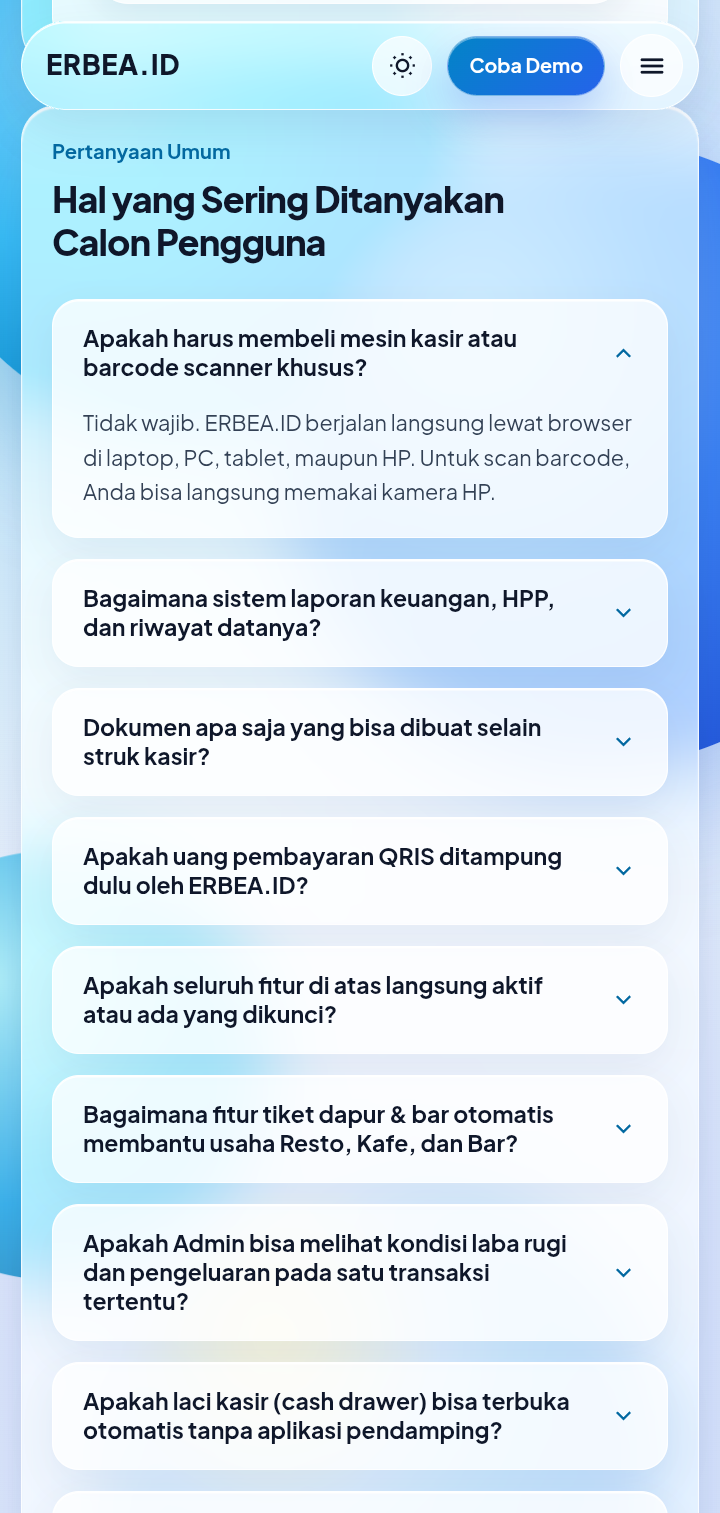 ERBEA.ID
Coba Demo
Pertanyaan Umum
Hal yang Sering Ditanyakan
Calon Pengguna
Apakah harus membeli mesin kasir atau
barcode scanner khusus?
Tidak wajib. ERBEA.ID berjalan langsung lewat browser
di laptop, PC, tablet, maupun HP. Untuk scan barcode,
Anda bisa langsung memakai kamera HP.
Bagaimana sistem laporan keuangan, HPP,
dan riwayat datanya?
Dokumen apa saja yang bisa dibuat selain
struk kasir?
Apakah uang pembayaran QRIS ditampung
dulu oleh ERBEA.ID?
Apakah seluruh fitur di atas langsung aktif
atau ada yang dikunci?
Bagaimana fitur tiket dapur & bar otomatis
membantu usaha Resto, Kafe, dan Bar?
Apakah Admin bisa melihat kondisi laba rugi
dan pengeluaran pada satu transaksi
tertentu?
Apakah laci kasir (cash drawer) bisa terbuka
otomatis tanpa aplikasi pendamping?